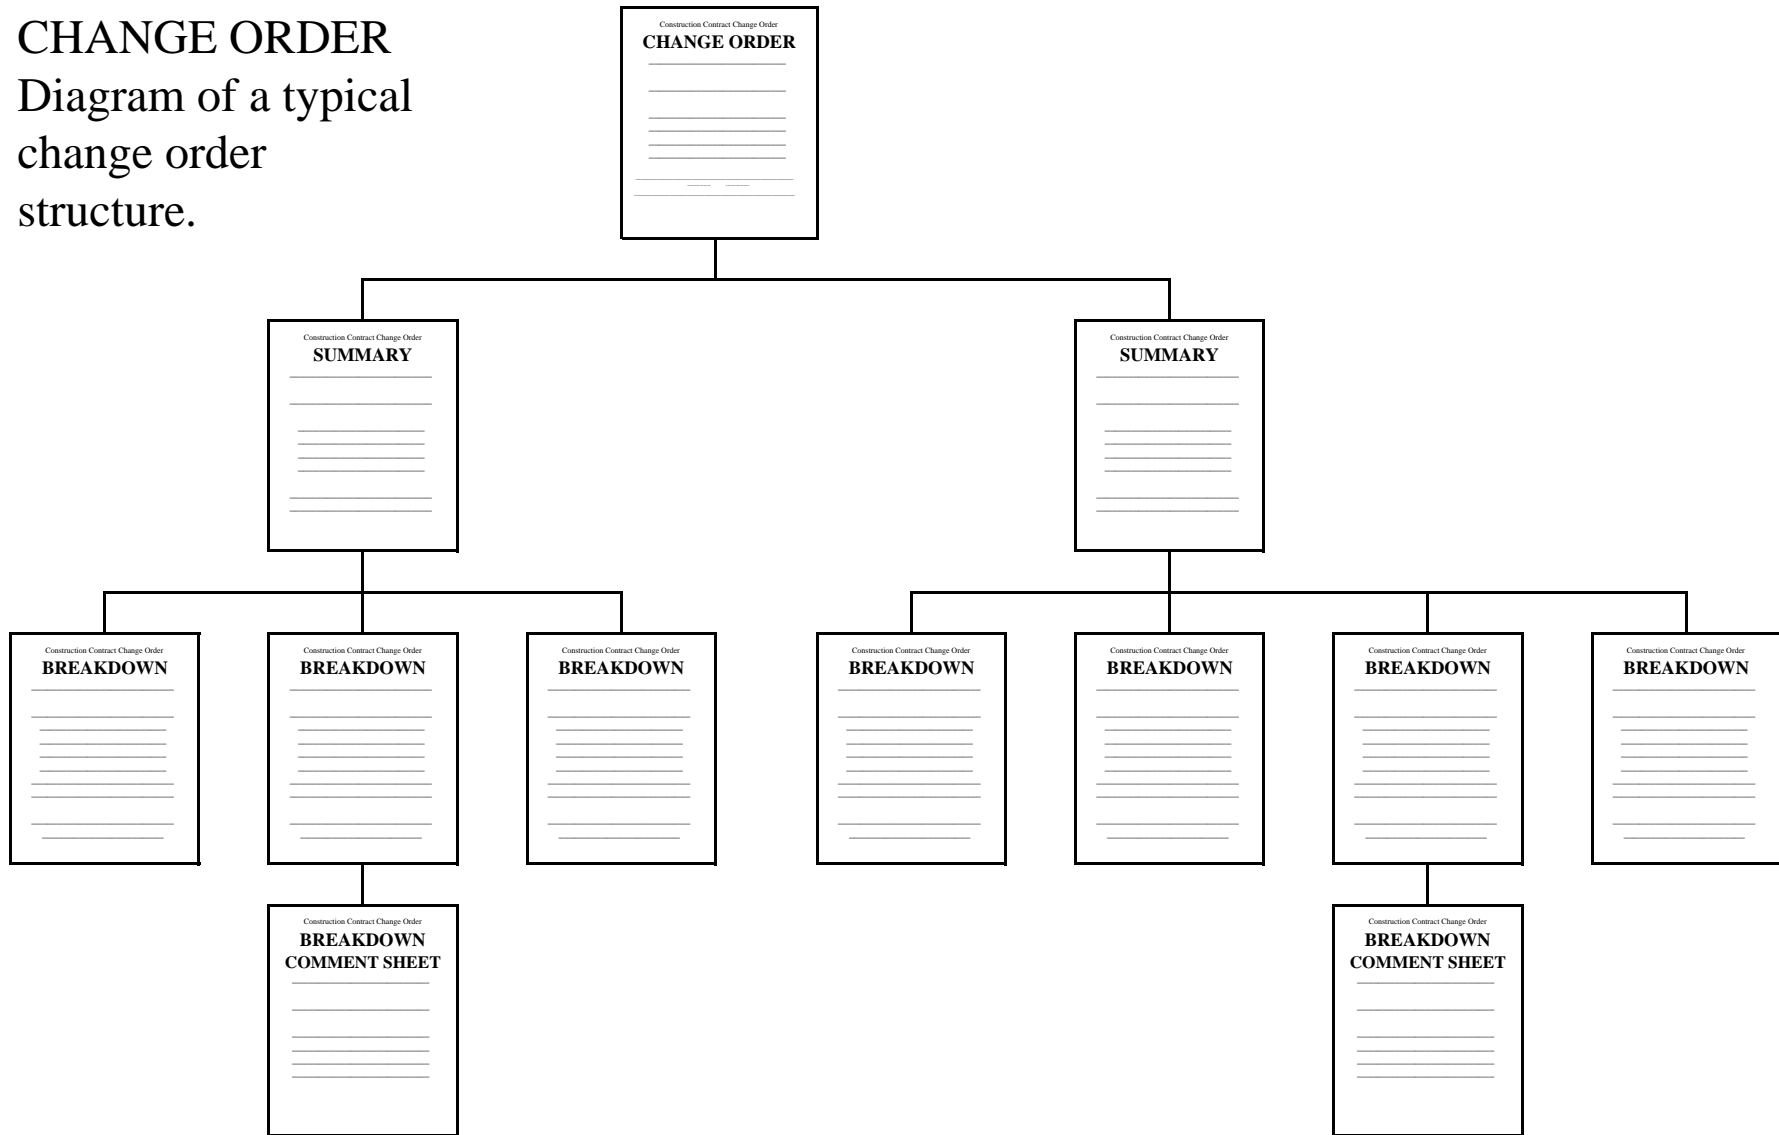 CHANGE ORDER
Diagram of a typical
change order
structure.
Construction Contract Change Order
CHANGE ORDER
Construction Contract Change Order
SUMMARY
Construction Contract Change Order
SUMMARY
Construction Contract Change Order
BREAKDOWN
Construction Contract Change Order
BREAKDOWN
Construction Contract Change Order
BREAKDOWN
Construction Contract Change Order
BREAKDOWN
Construction Contract Change Order
BREAKDOWN
Construction Contract Change Order
BREAKDOWN
Construction Contract Change Order
BREAKDOWN
Construction Contract Change Order
BREAKDOWN
COMMENT SHEET
Construction Contract Change Order
BREAKDOWN
COMMENT SHEET